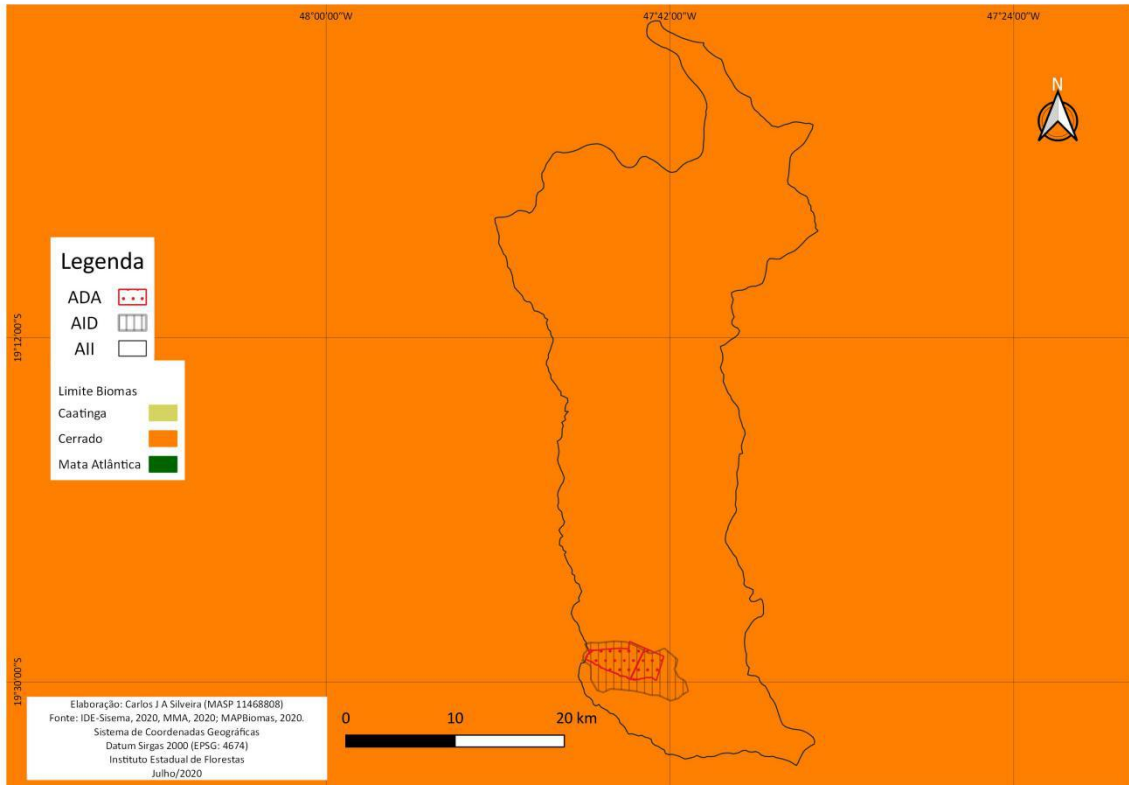 48°00'00"W
47°42'00"W
47°24'00"W
N
Legenda
ADA
AID
AII
19°12'00"S
Limite Biomas
Caatinga
Cerrado
Mata Atlântica
19°30'00"S
Elaboração: Carlos J A Silveira (MASP 11468808)
Fonte: IDE-Sisema, 2020, MMA, 2020; MAPBiomas, 2020.
Sistema de Coordenadas Geográficas
Datum Sirgas 2000 (EPSG: 4674)
Instituto Estadual de Florestas
Julho/2020
0 10 20 km